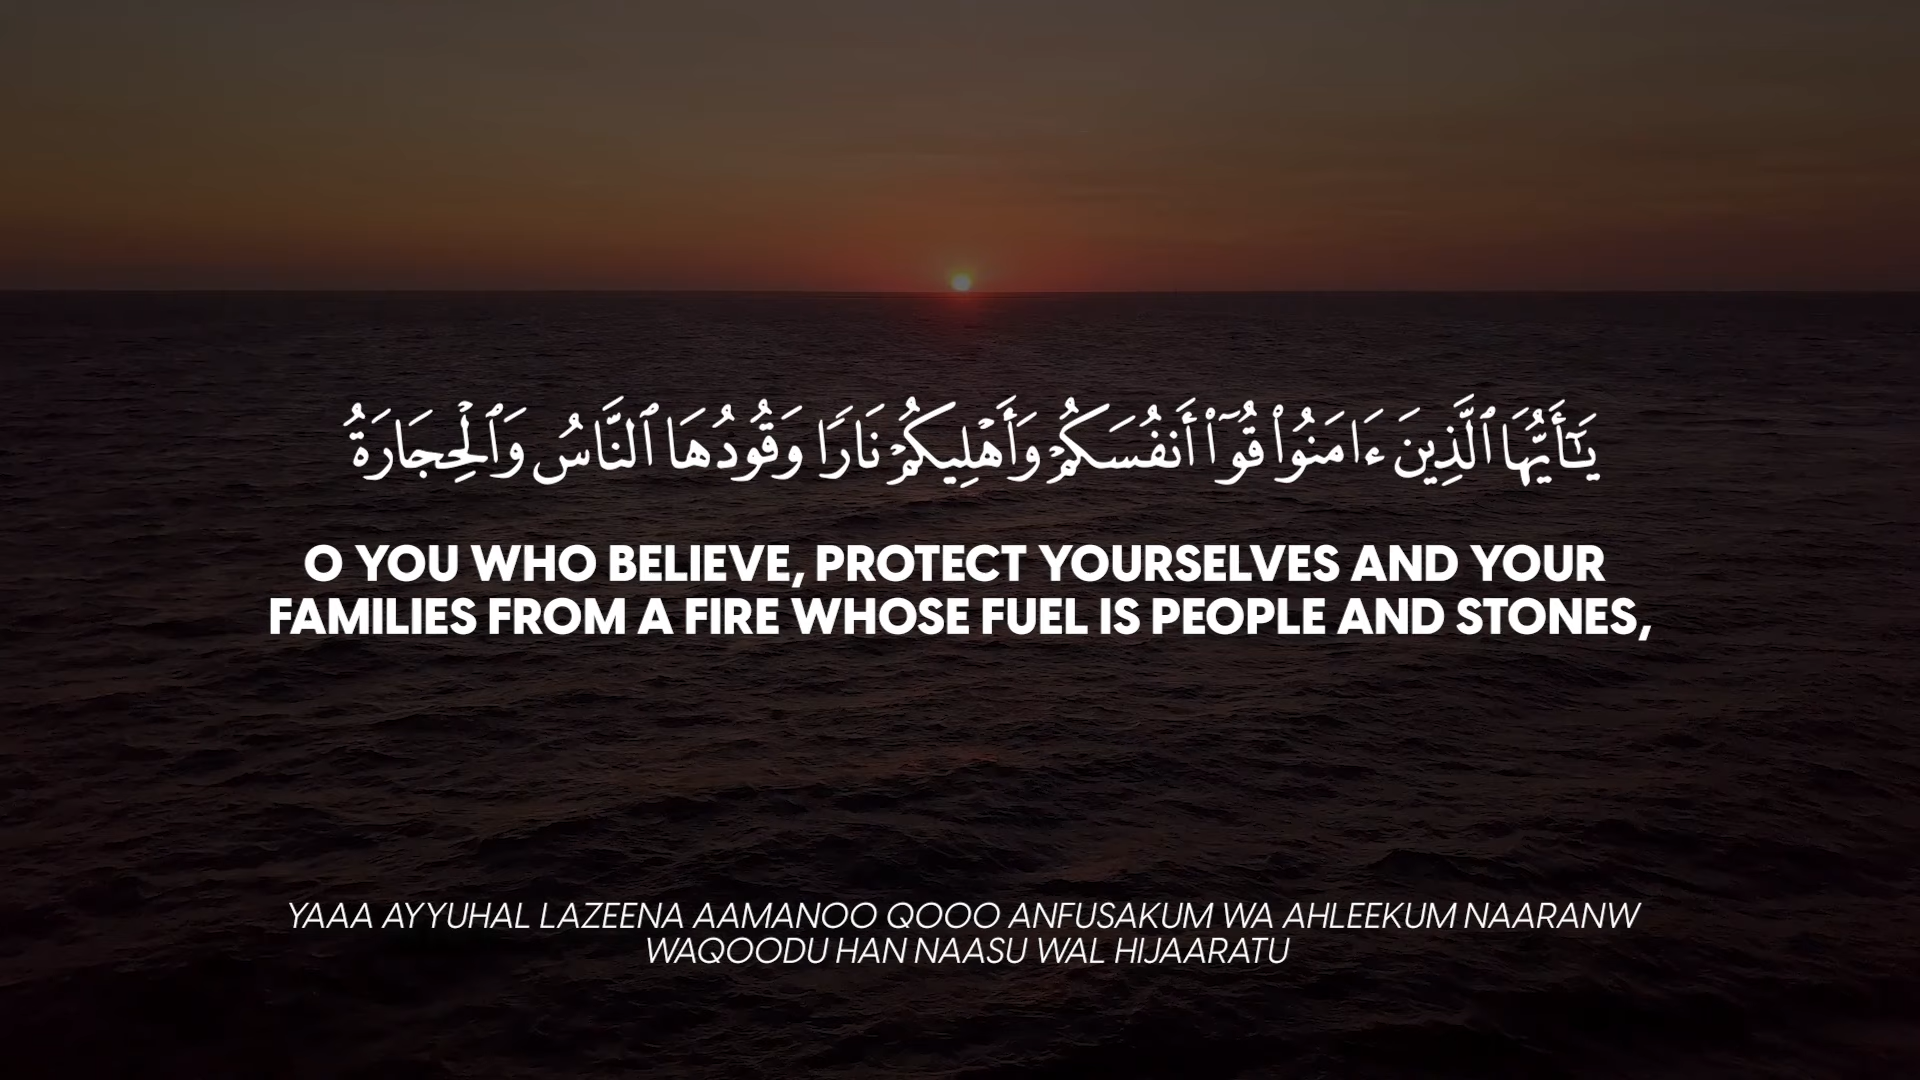 يَـٰٓأَيُّهَا ٱلَّذِينَ ءَامَنُوا۟ قُوٓا۟ أَنفُسَكُمْ وَأَهْلِيكُمْ نَارًا وَقُودُهَا ٱلنَّاسُ وَٱلْحِجَارَةُ
O YOU WHO BELIEVE, PROTECT YOURSELVES AND YOUR
FAMILIES FROM A FIRE WHOSE FUEL IS PEOPLE AND STONES,
YAAA AYYUHAL LAZEENA AAMANOO QOOO ANFUSAKUM WA AHLEEKUM NAARANW
WAQOODU HAN NAASU WAL HIJAARATU